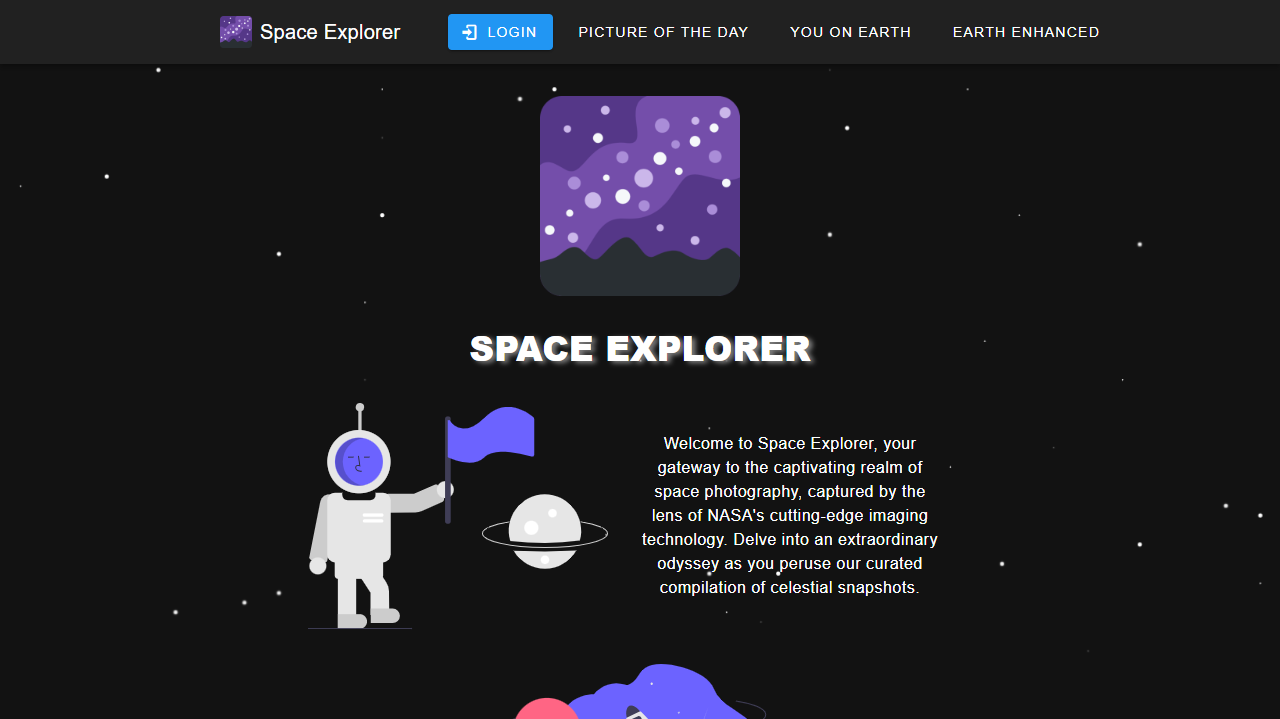 Space Explorer
LOGIN
PICTURE OF THE DAY
YOU ON EARTH
EARTH ENHANCED
SPACE EXPLORER
Welcome to Space Explorer, your
gateway to the captivating realm of
space photography, captured by the
lens of NASA's cutting-edge imaging
technology. Delve into an extraordinary
odyssey as you peruse our curated
compilation of celestial snapshots.